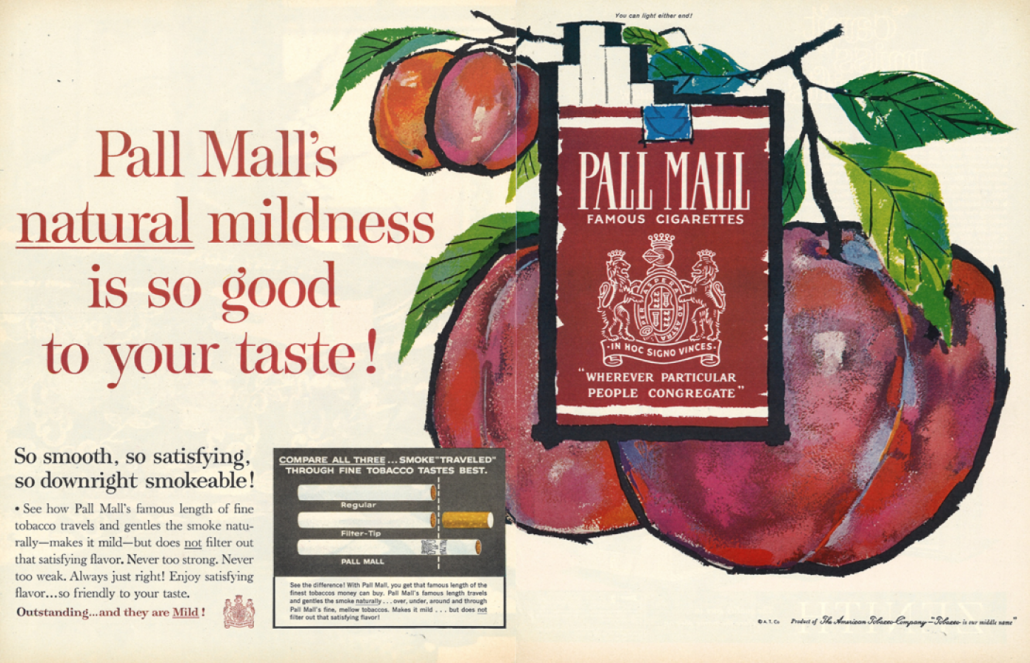 You can light either end!
Pall Mall's
natural mildness
is so good
to your taste!
PALL MALL
FAMOUS CIGARETTES
IN HOC SIGNO VINCES
"WHEREVER PARTICULAR
PEOPLE CONGREGATE"
So smooth, so satisfying,
so downright smokeable!
• See how Pall Mall's famous length of fine
tobacco travels and gentles the smoke natu-
rally—makes it mild—but does not filter out
that satisfying flavor. Never too strong. Never
too weak. Always just right! Enjoy satisfying
flavor...so friendly to your taste.
Outstanding...and they are Mild!
COMPARE ALL THREE...SMOKE "TRAVELED"
THROUGH FINE TOBACCO TASTES BEST.
Regular
Filter-Tip
PALL MALL
See the difference! With Pall Mall, you get that famous length of the
finest tobaccos money can buy. Pall Mall's famous length travels
and gentles the smoke naturally...over, under, around and through
Pall Mall's fine, mellow tobaccos. Makes it mild...but does not
filter out that satisfying flavor!
© A. T. Co. Product of The American Tobacco Company—"Tobacco is our middle name"